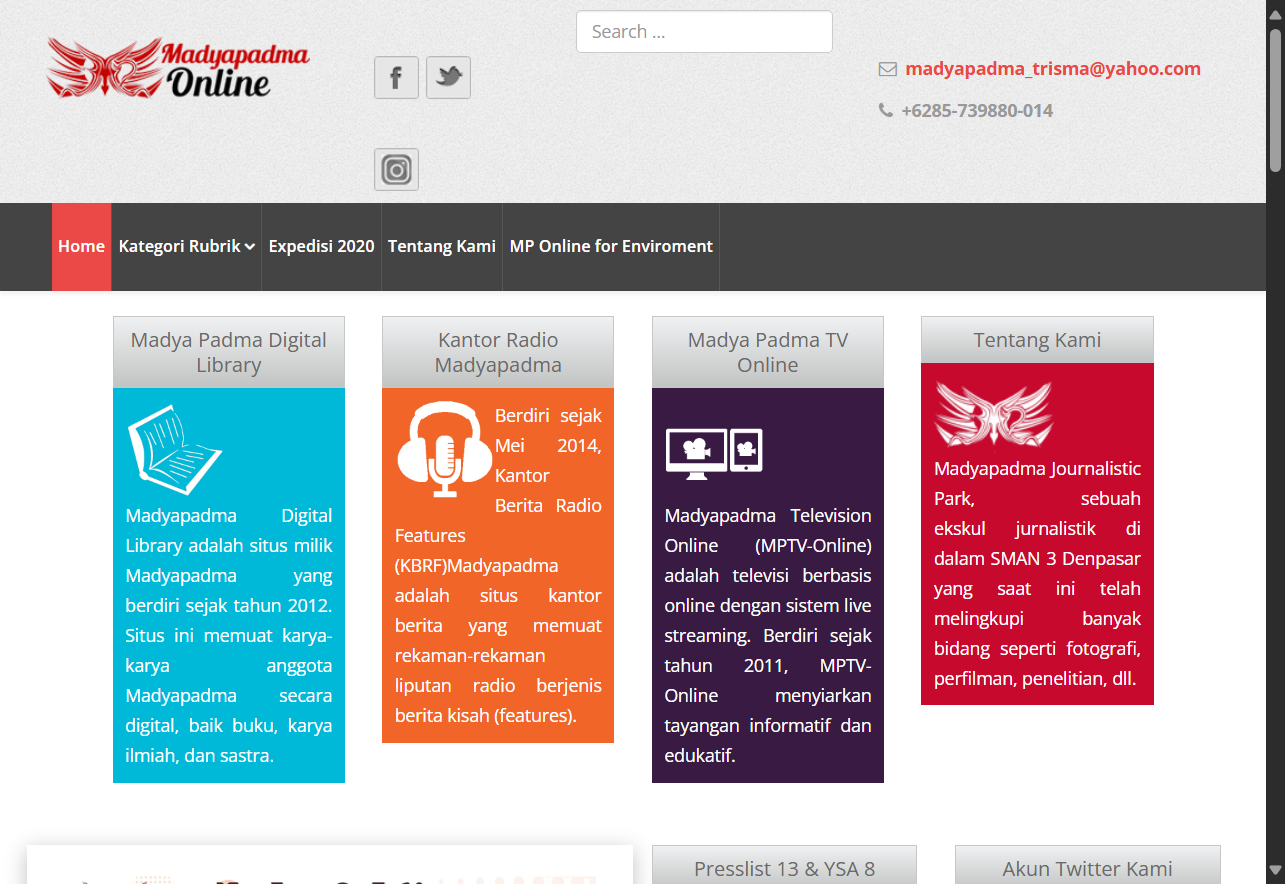 Madyapadma
Online
Search ...
madyapadma_trisma@yahoo.com
+6285-739880-014
Home
Kategori Rubrik
Expedisi 2020
Tentang Kami
MP Online for Enviroment
Madya Padma Digital
Library
Madyapadma Digital
Library adalah situs milik
Madyapadma yang
berdiri sejak tahun 2012.
Situs ini memuat karya-
karya anggota
Madyapadma secara
digital, baik buku, karya
ilmiah, dan sastra.
Kantor Radio
Madyapadma
Berdiri sejak
Mei 2014,
Kantor
Berita Radio
Features
(KBRF)Madyapadma
adalah situs kantor
berita yang memuat
rekaman-rekaman
liputan radio berjenis
berita kisah (features).
Madya Padma TV
Online
Madyapadma Television
Online (MPTV-Online)
adalah televisi berbasis
online dengan sistem live
streaming. Berdiri sejak
tahun 2011, MPTV-
Online menyiarkan
tayangan informatif dan
edukatif.
Tentang Kami
Madyapadma Journalistic
Park, sebuah
ekskul jurnalistik di
dalam SMAN 3 Denpasar
yang saat ini telah
melingkupi banyak
bidang seperti fotografi,
perfilman, penelitian, dll.
Presslist 13 & YSA 8
Akun Twitter Kami